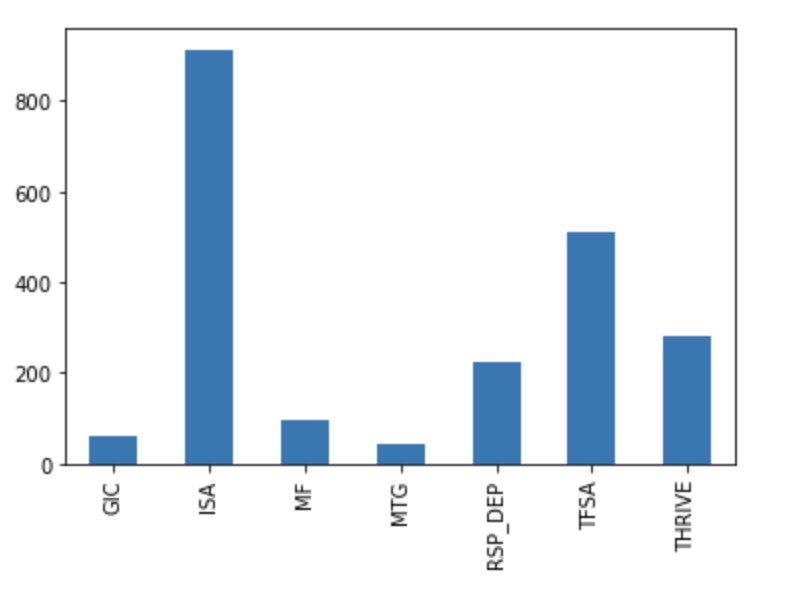 800
600
400
200
0
GIC
ISA
MF
MTG
RSP_DEP
TFSA
THRIVE